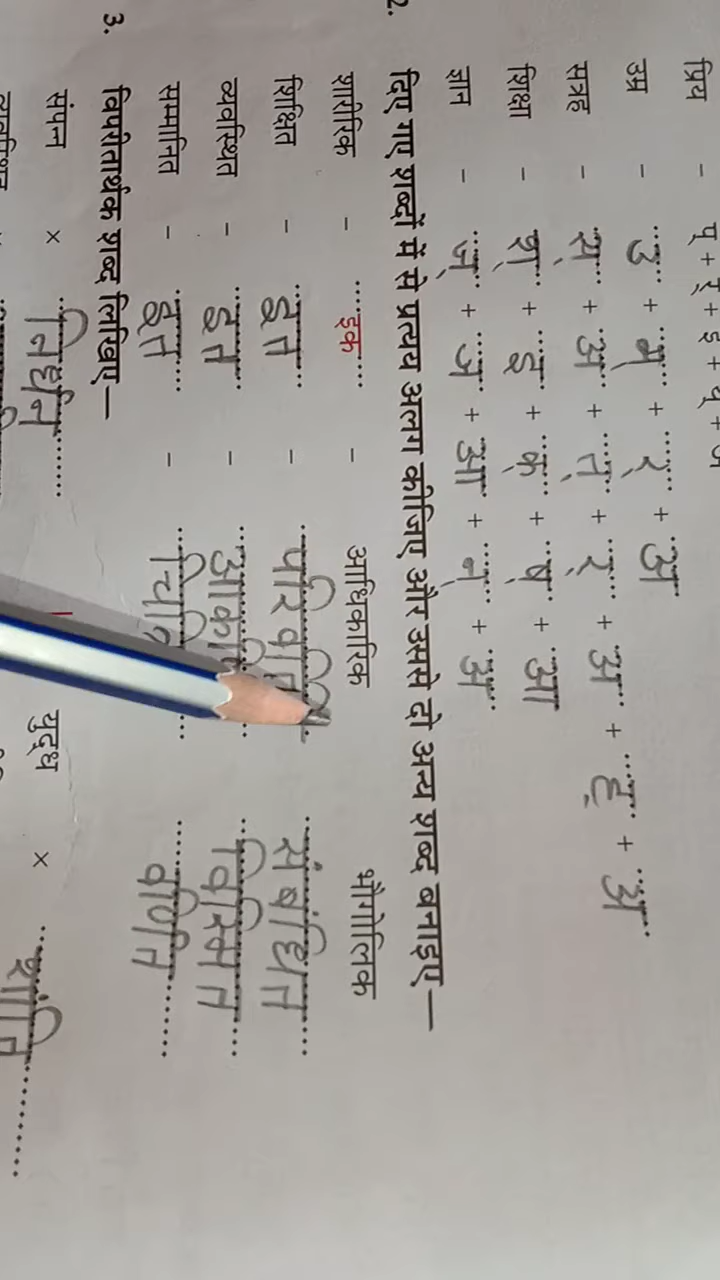 प्रिय - प् + र् + इ + य् + अ
उम्र - उ + म् + र् + अ
सत्रह - स् + अ + त् + र् + अ + ह् + अ
शिक्षा - श् + इ + क् + ष् + आ
ज्ञान - ज् + ञ + आ + न् + अ
2. दिए गए शब्दों में से प्रत्यय अलग कीजिए और उससे दो अन्य शब्द बनाइए—
शारीरिक - इक - आधिकारिक भौगोलिक
शिक्षित - इत - संबंधित
व्यवस्थित - इत - विस्मित
सम्मानित - इत - वर्णित
3. विपरीतार्थक शब्द लिखिए—
संपन्न × निर्धन युद्ध × शांति